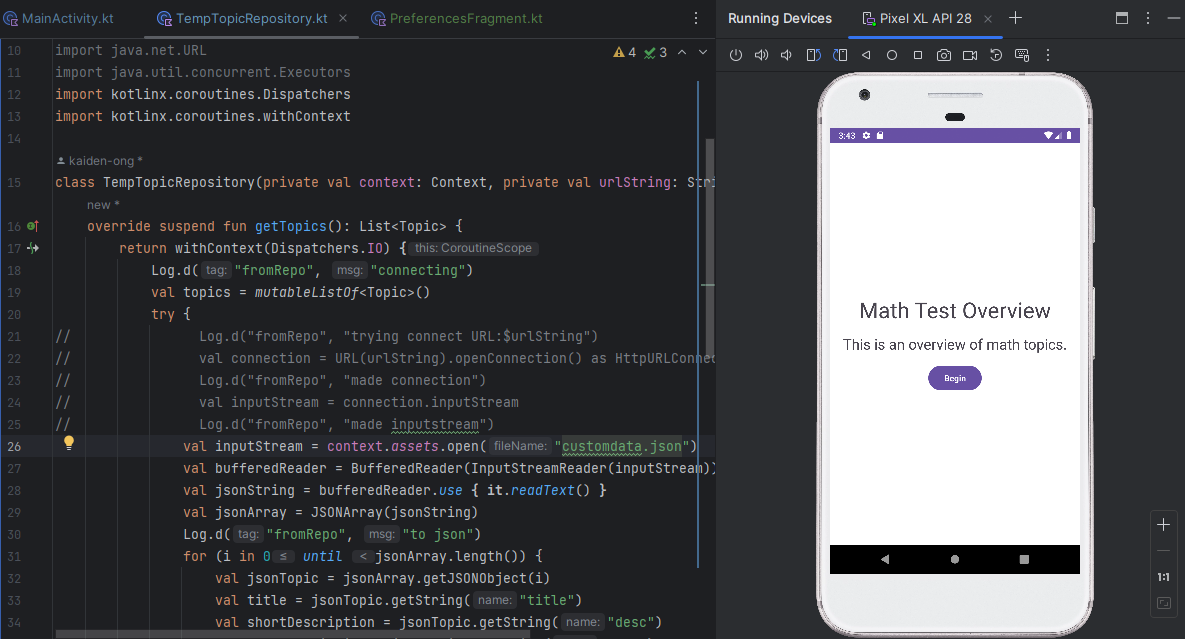 MainActivity.kt TempTopicRepository.kt PreferencesFragment.kt
Running Devices Pixel XL API 28
4 3
10 import java.net.URL
11 import java.util.concurrent.Executors
12 import kotlinx.coroutines.Dispatchers
13 import kotlinx.coroutines.withContext
14
kaiden-ong *
15 class TempTopicRepository(private val context: Context, private val urlString: Stri
new *
16 override suspend fun getTopics(): List<Topic> {
17 return withContext(Dispatchers.IO) { this: CoroutineScope
18 Log.d( tag: "fromRepo", msg: "connecting")
19 val topics = mutableListOf<Topic>()
20 try {
21 // Log.d("fromRepo", "trying connect URL:$urlString")
22 // val connection = URL(urlString).openConnection() as HttpURLConnec
23 // Log.d("fromRepo", "made connection")
24 // val inputStream = connection.inputStream
25 // Log.d("fromRepo", "made inputstream")
26 val inputStream = context.assets.open( fileName: "customdata.json")
27 val bufferedReader = BufferedReader(InputStreamReader(inputStream))
28 val jsonString = bufferedReader.use { it.readText() }
29 val jsonArray = JSONArray(jsonString)
30 Log.d( tag: "fromRepo", msg: "to json")
31 for (i in 0 ≤ until < jsonArray.length()) {
32 val jsonTopic = jsonArray.getJSONObject(i)
33 val title = jsonTopic.getString( name: "title")
34 val shortDescription = jsonTopic.getString( name: "desc")
3:43
Math Test Overview
This is an overview of math topics.
Begin
1:1